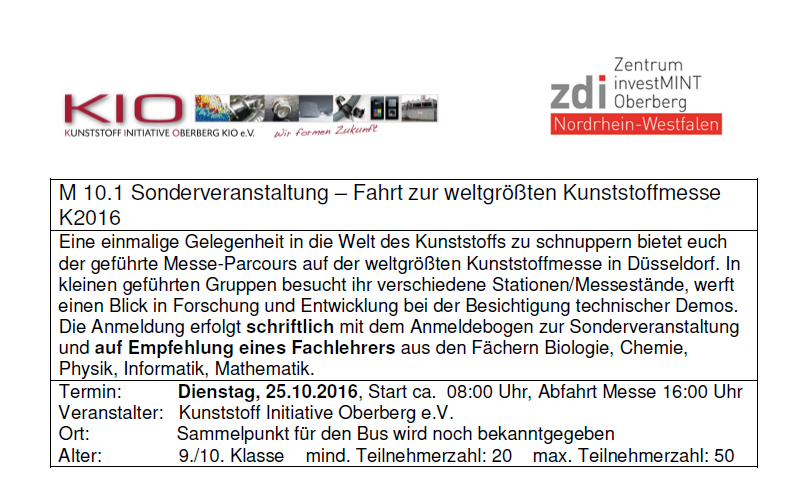 KIO
KUNSTSTOFF INITIATIVE OBERBERG KIO e.V.
Wir formen Zukunft
Zentrum
zdi investMINT
Oberberg
Nordrhein-Westfalen
M 10.1 Sonderveranstaltung – Fahrt zur weltgrößten Kunststoffmesse
K2016
Eine einmalige Gelegenheit in die Welt des Kunststoffs zu schnuppern bietet euch
der geführte Messe-Parcours auf der weltgrößten Kunststoffmesse in Düsseldorf. In
kleinen geführten Gruppen besucht ihr verschiedene Stationen/Messestände, werft
einen Blick in Forschung und Entwicklung bei der Besichtigung technischer Demos.
Die Anmeldung erfolgt schriftlich mit dem Anmeldebogen zur Sonderveranstaltung
und auf Empfehlung eines Fachlehrers aus den Fächern Biologie, Chemie,
Physik, Informatik, Mathematik.
Termin: Dienstag, 25.10.2016, Start ca. 08:00 Uhr, Abfahrt Messe 16:00 Uhr
Veranstalter: Kunststoff Initiative Oberberg e.V.
Ort: Sammelpunkt für den Bus wird noch bekanntgegeben
Alter: 9./10. Klasse mind. Teilnehmerzahl: 20 max. Teilnehmerzahl: 50